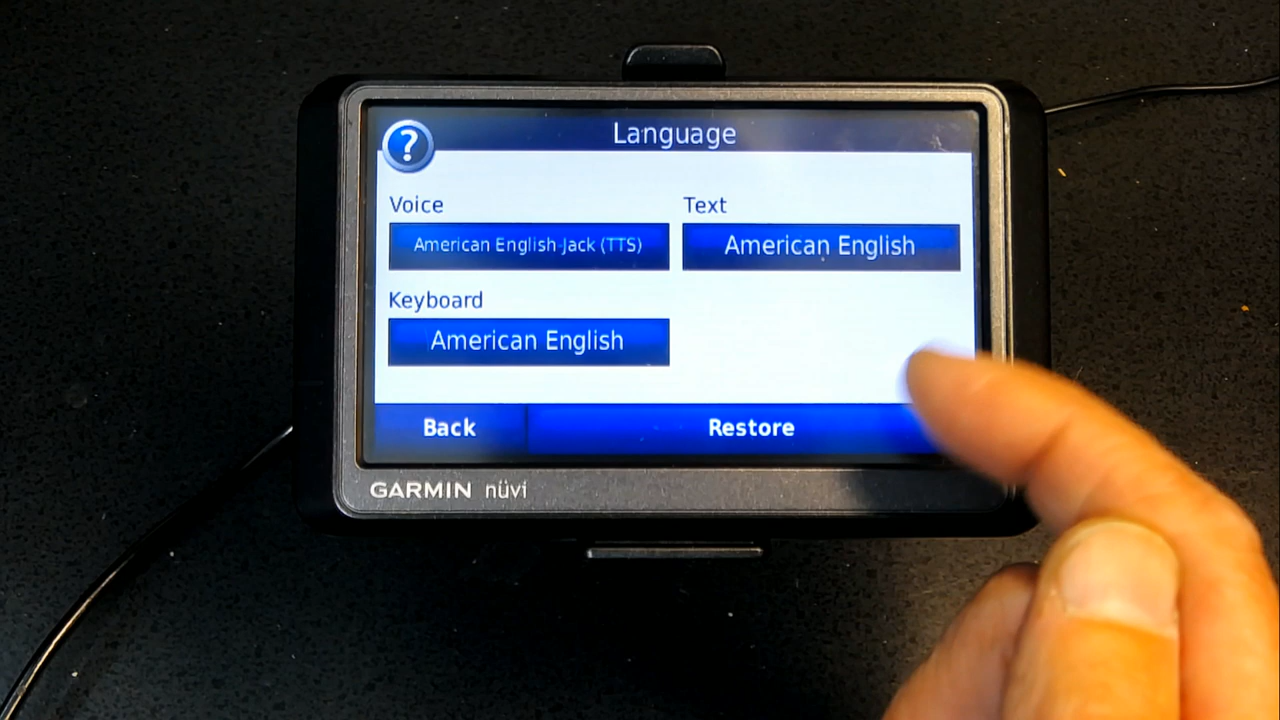 ?
Language
Voice
Text
American English-Jack (TTS)
American English
Keyboard
American English
Back
Restore
GARMIN nüvi